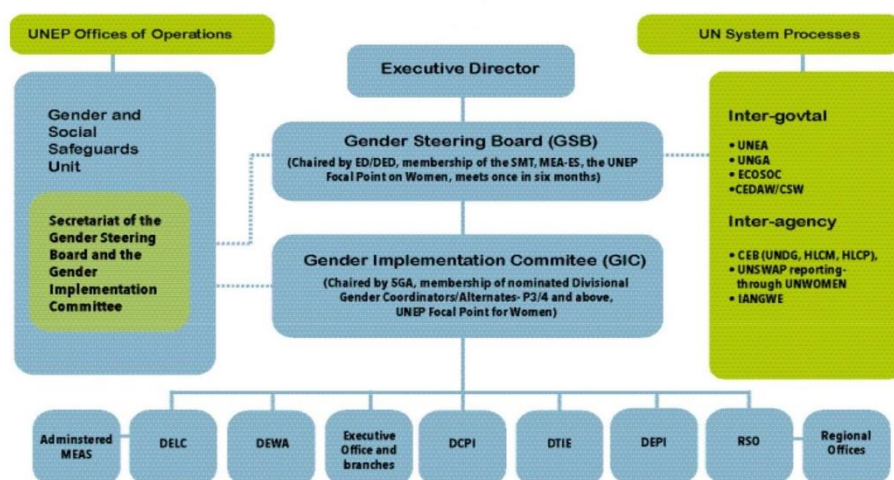 UNEP Offices of Operations
UN System Processes
Executive Director
Gender and
Social
Safeguards
Unit
Secretariat of the
Gender Steering
Board and the
Gender
Implementation
Committee
Gender Steering Board (GSB)
(Chaired by ED/DED, membership of the SMT, MEA-ES, the UNEP
Focal Point on Women, meets once in six months)
Gender Implementation Commitee (GIC)
(Chaired by SGA, membership of nominated Divisional
Gender Coordinators/Alternates- P3/4 and above,
UNEP Focal Point for Women)
Inter-govtal
• UNEA
• UNGA
• ECOSOC
•CEDAW/CSW
Inter-agency
• CEB (UNDG, HLCM, HLCP),
• UNSWAP reporting-
through UNWOMEN
• IANGWE
Adminstered
MEAS
DELC
DEWA
Executive
Office and
branches
DCPI
DTIE
DEPI
RSO
Regional
Offices